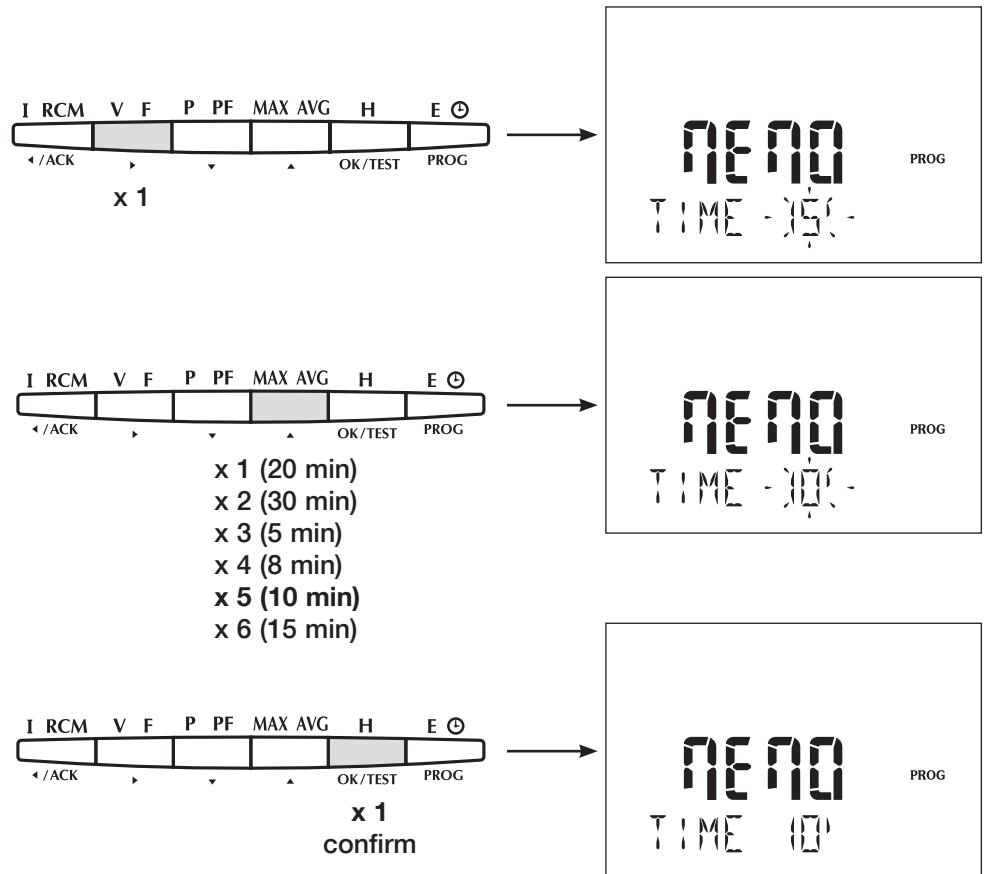 I RCM V F P PF MAX AVG H E
/ACK OK/TEST PROG
x 1
MEMO
PROG
TIME 15'
I RCM V F P PF MAX AVG H E
/ACK OK/TEST PROG
x 1 (20 min)
x 2 (30 min)
x 3 (5 min)
x 4 (8 min)
x 5 (10 min)
x 6 (15 min)
MEMO
PROG
TIME 10'
I RCM V F P PF MAX AVG H E
/ACK OK/TEST PROG
x 1
confirm
MEMO
PROG
TIME 10'